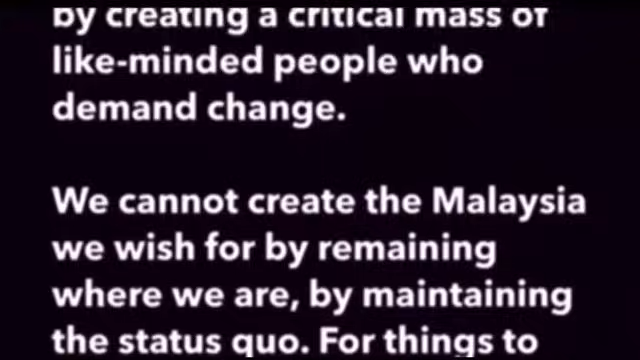 by creating a critical mass of
like-minded people who
demand change.
We cannot create the Malaysia
we wish for by remaining
where we are, by maintaining
the status quo. For things to